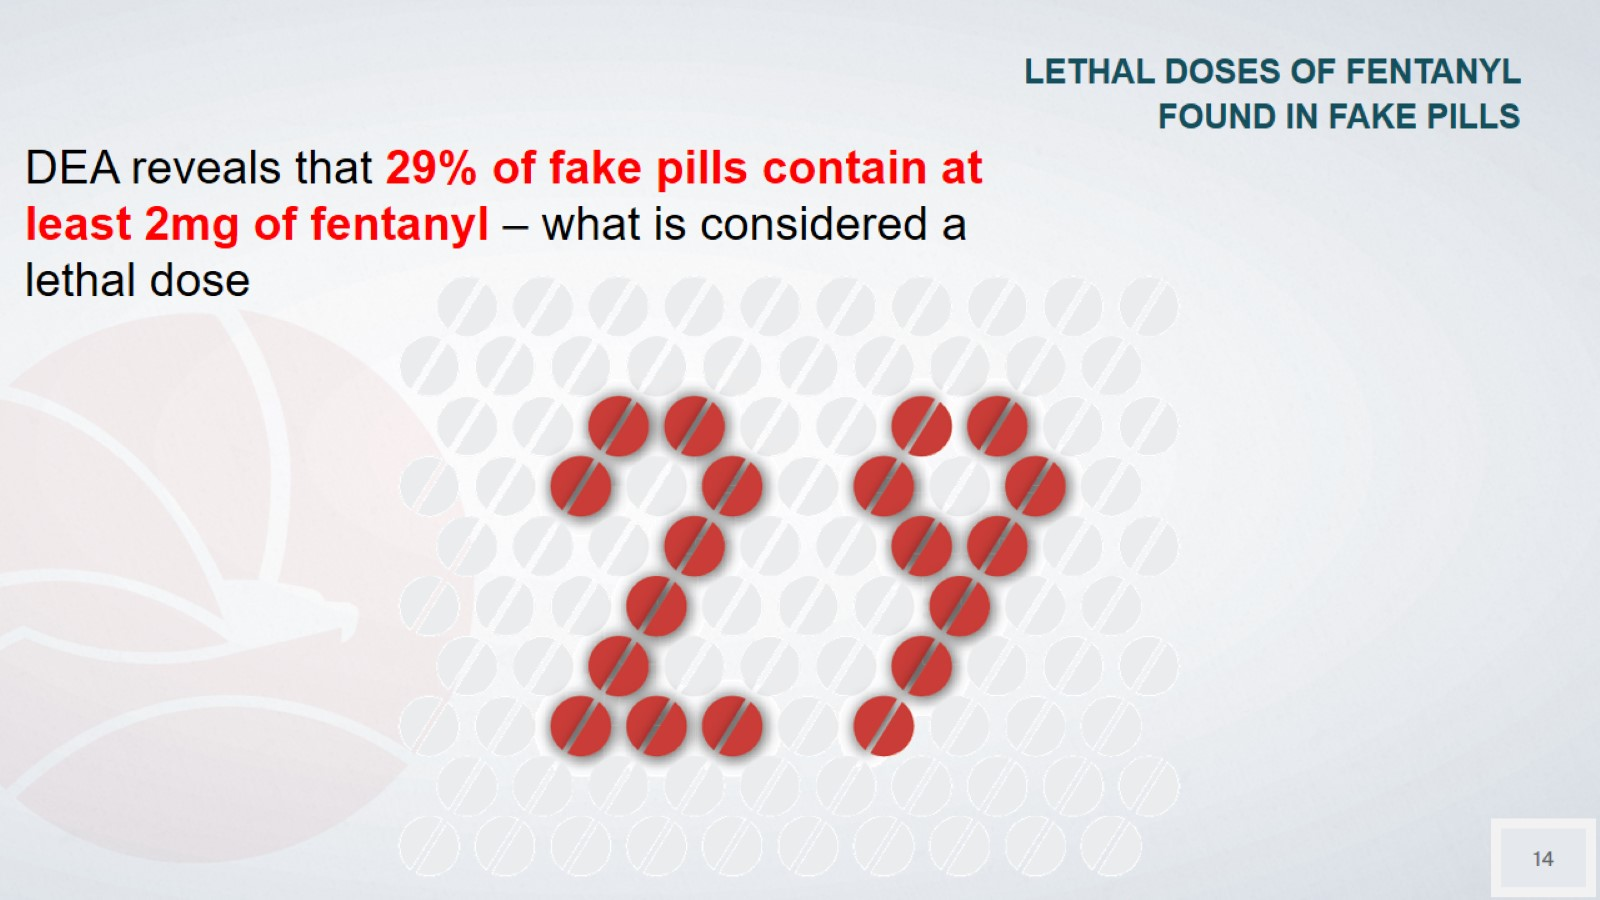 LETHAL DOSES OF FENTANYL
FOUND IN FAKE PILLS
DEA reveals that 29% of fake pills contain at
least 2mg of fentanyl – what is considered a
lethal dose
29
14